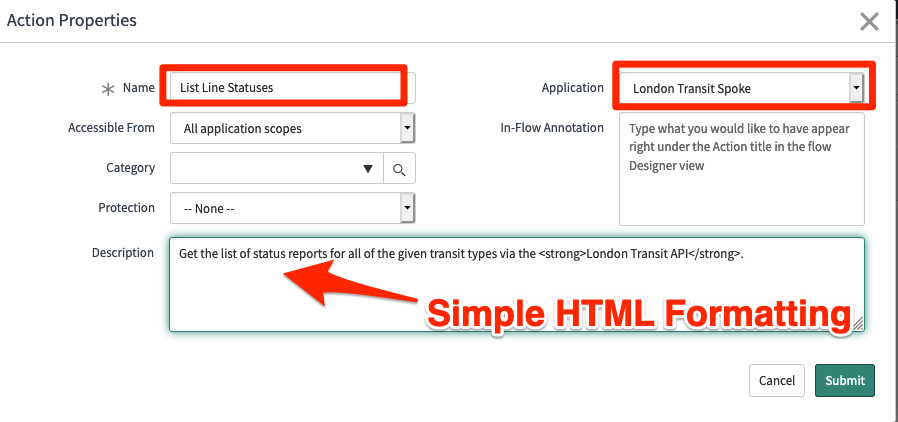 Action Properties
Name
List Line Statuses
Application
London Transit Spoke
Accessible From
All application scopes
In-Flow Annotation
Type what you would like to have appear
right under the Action title in the flow
Designer view
Category
Protection
-- None --
Description
Get the list of status reports for all of the given transit types via the <strong>London Transit API</strong>.
Simple HTML Formatting
Cancel
Submit